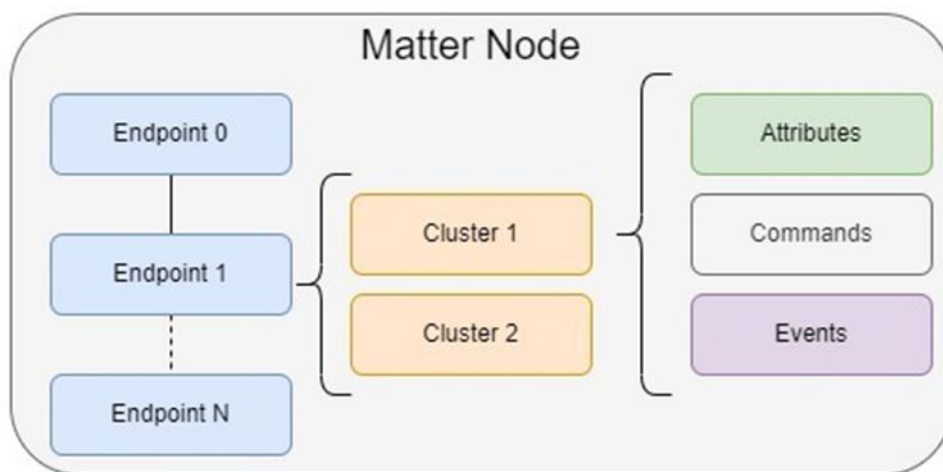 Matter Node
Endpoint 0
Endpoint 1
Endpoint N
Cluster 1
Cluster 2
Attributes
Commands
Events